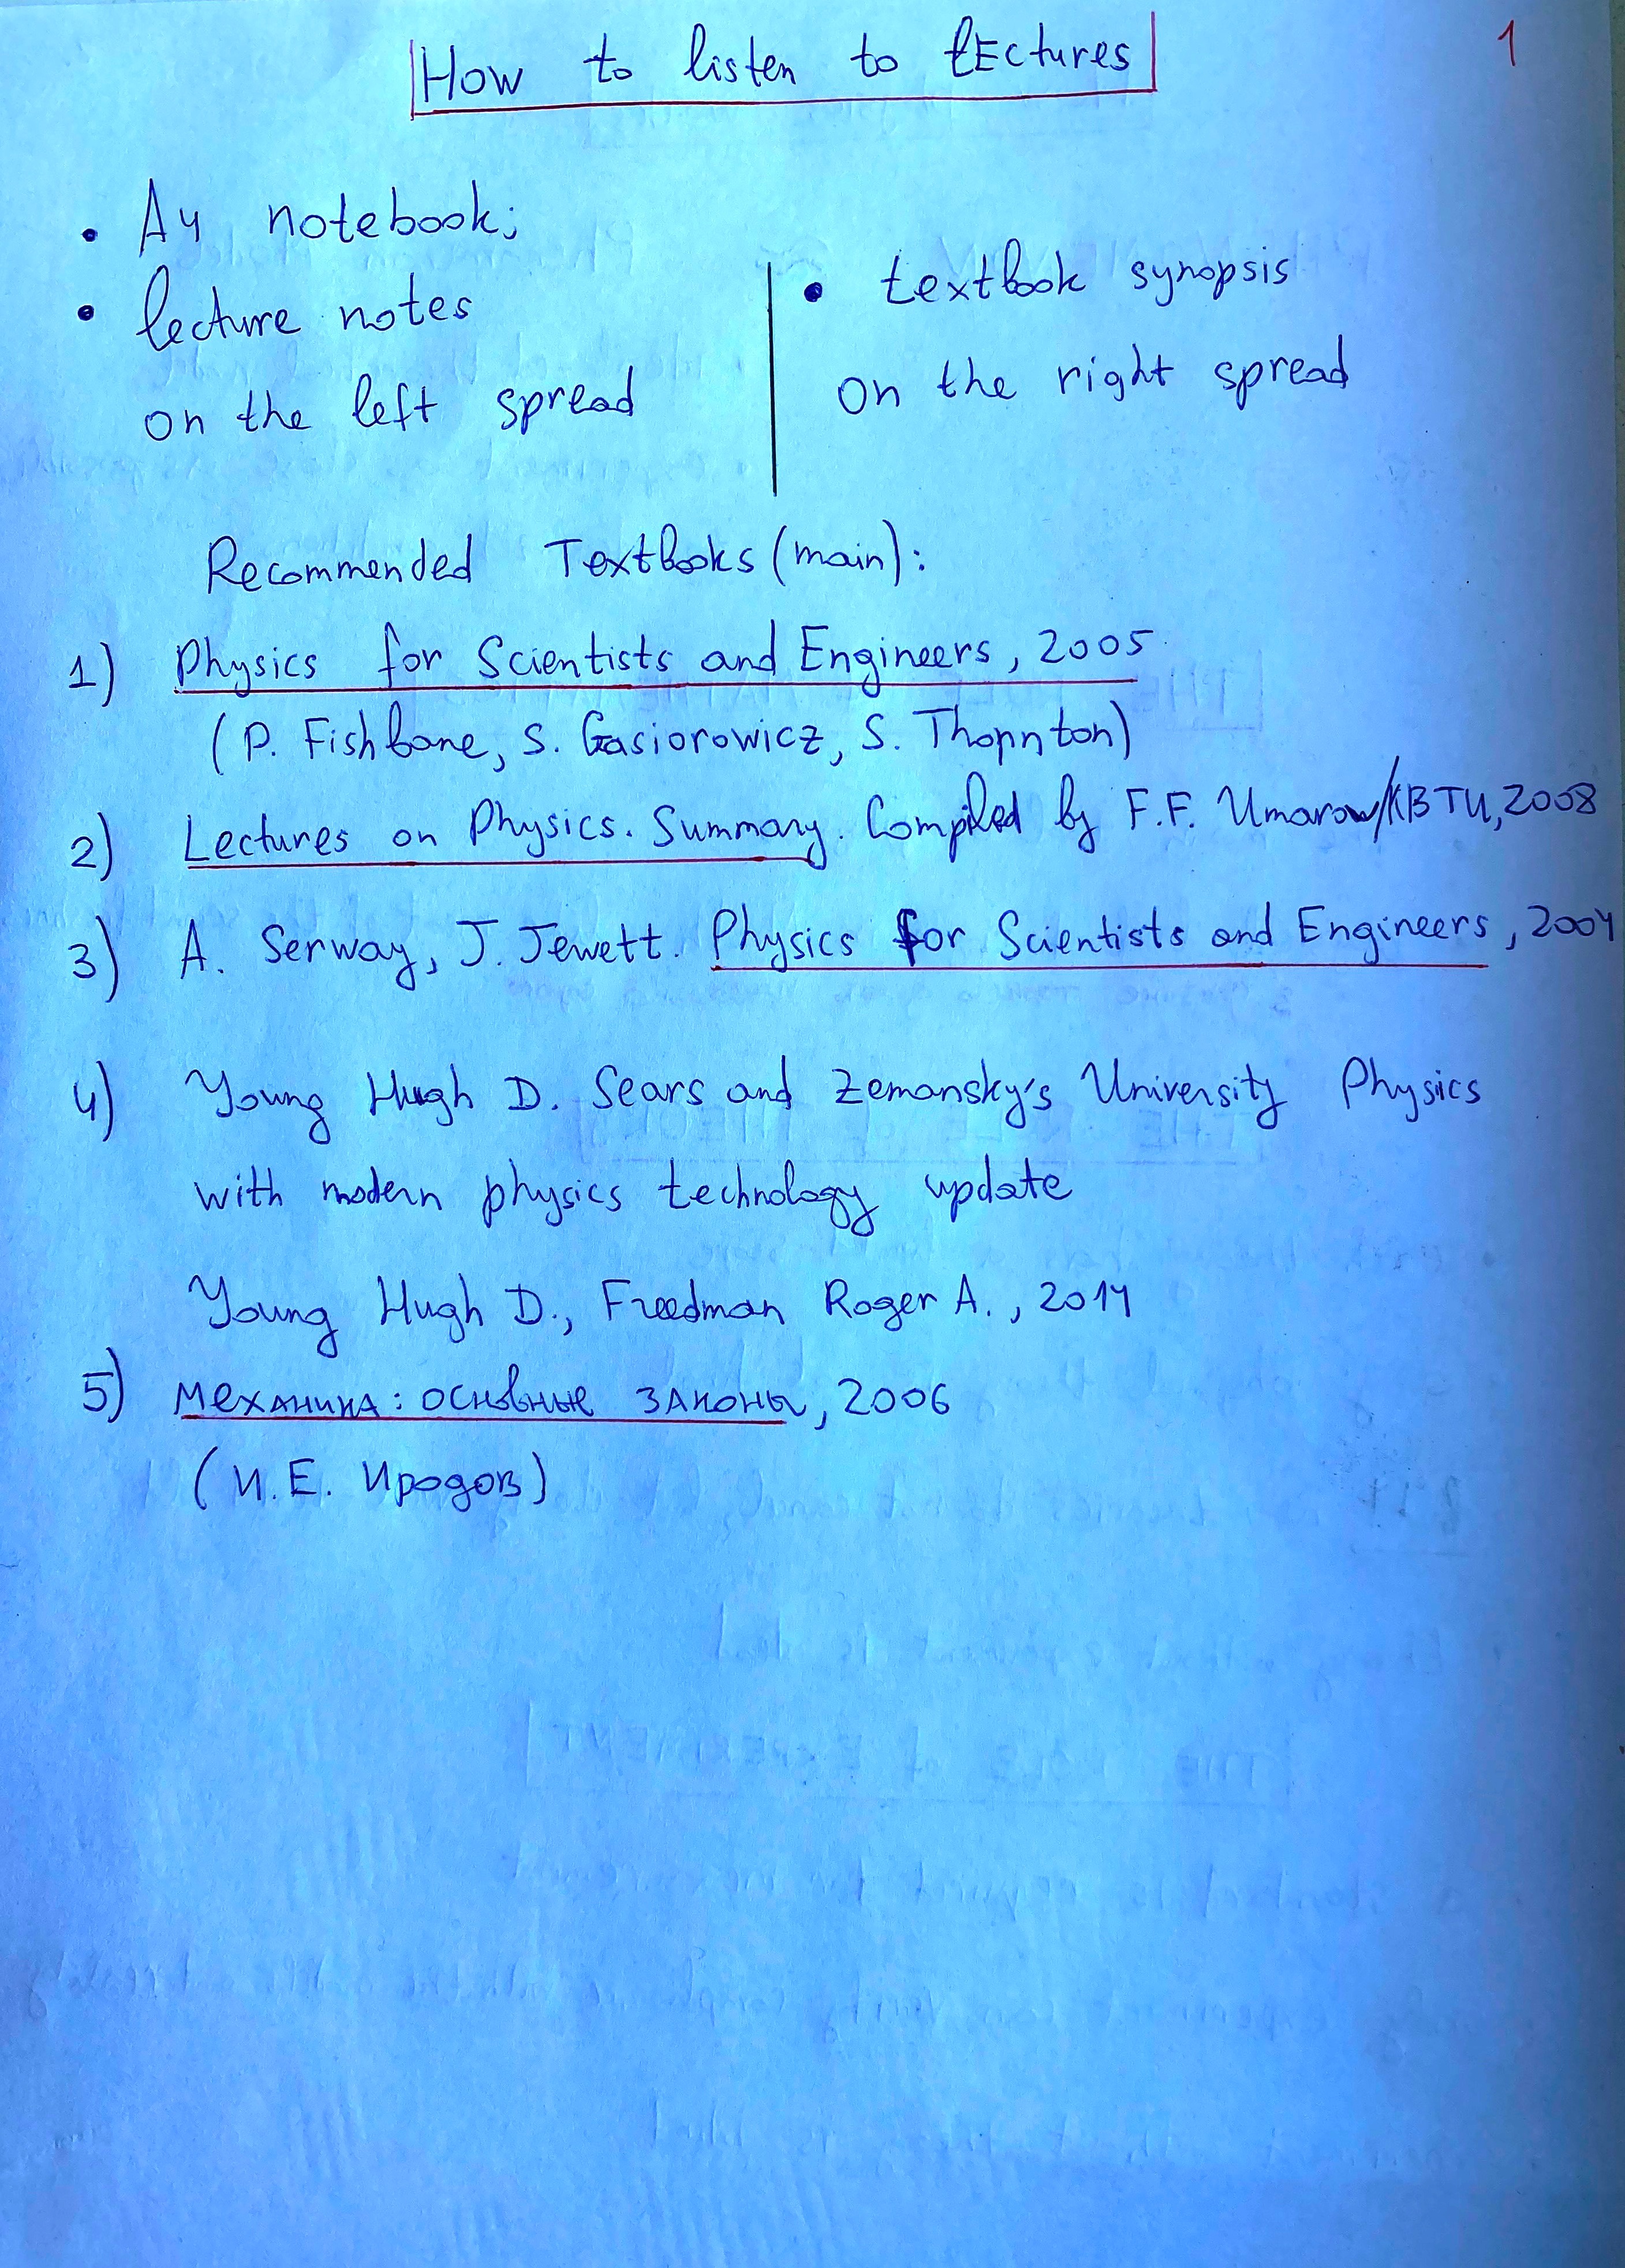 How to listen to lEctures
1
• A4 notebook;
• lecture notes
on the left spread
• textbook synopsis
on the right spread
Recommended Textbooks (main):
1) Physics for Scientists and Engineers, 2005
(P. Fishbane, S. Gasiorowicz, S. Thopnton)
2) Lectures on Physics. Summary. Compiled by F.F. Umarow/KBTU, 2008
3) A. Serway, J. Jewett. Physics for Scientists and Engineers, 2004
4) Young Hugh D. Sears and Zemansky's University Physics
with modern physics technology update
Young Hugh D., Freedman Roger A., 2014
5) Механика: основные законы, 2006
(И.Е. Иродов)